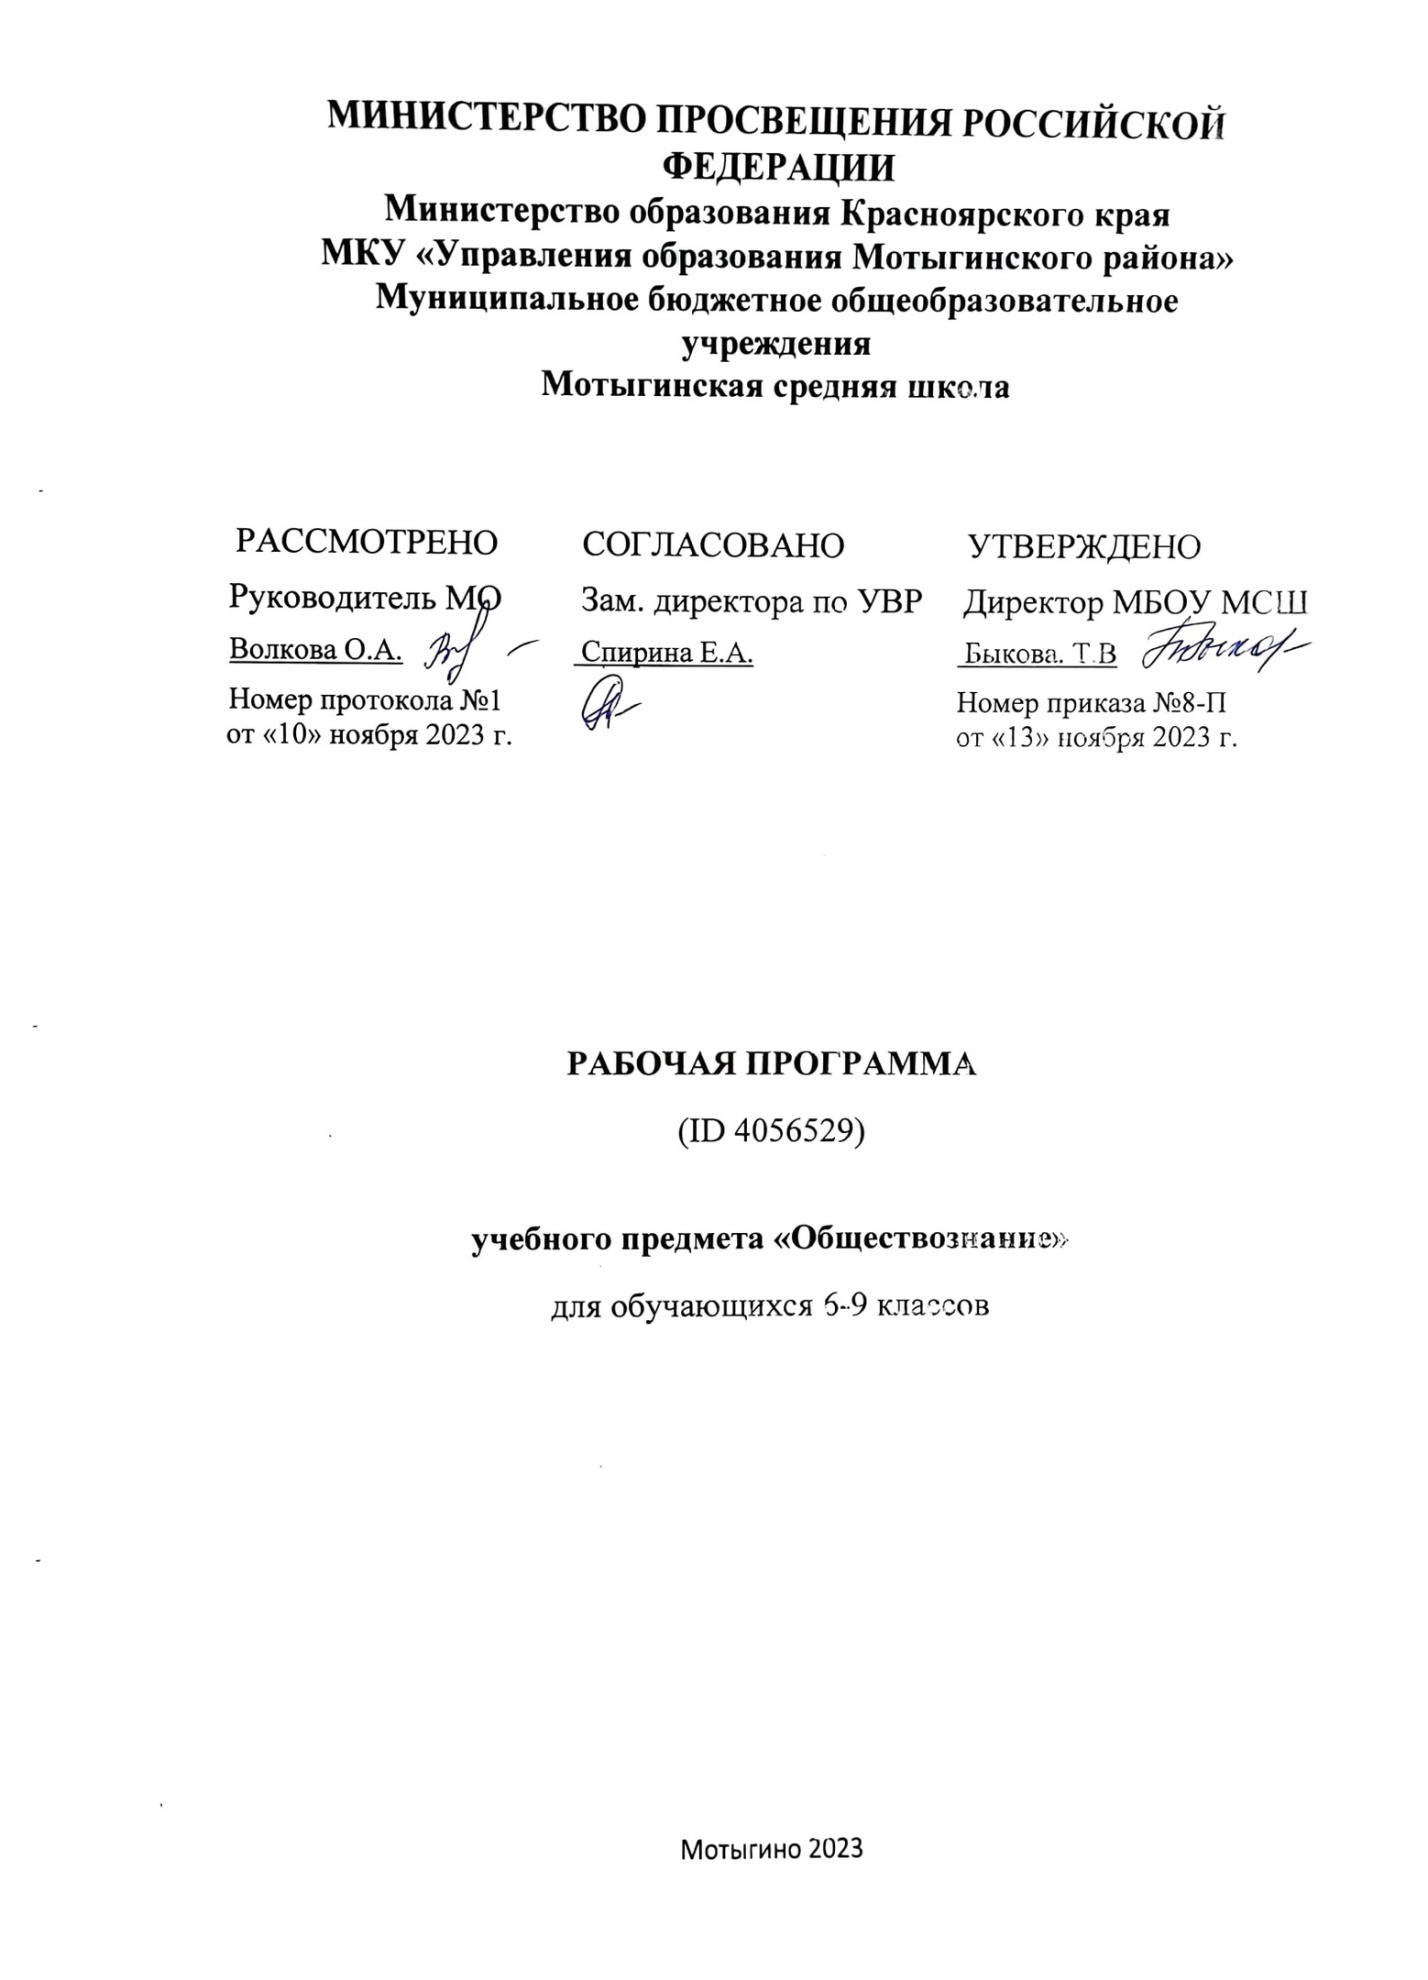 МИНИСТЕРСТВО ПРОСВЕЩЕНИЯ РОССИЙСКОЙ
ФЕДЕРАЦИИ
Министерство образования Красноярского края
МКУ «Управления образования Мотыгинского района»
Муниципальное бюджетное общеобразовательное
учреждения
Мотыгинская средняя школа
РАССМОТРЕНО
Руководитель МО
Волкова О.А.
Номер протокола №1
от «10» ноября 2023 г.
СОГЛАСОВАНО
Зам. директора по УВР
Спирина Е.А.
УТВЕРЖДЕНО
Директор МБОУ МСШ
Быкова. Т.В
Номер приказа №8-П
от «13» ноября 2023 г.
РАБОЧАЯ ПРОГРАММА
(ID 4056529)
учебного предмета «Обществознание»
для обучающихся 6-9 классов
Мотыгино 2023